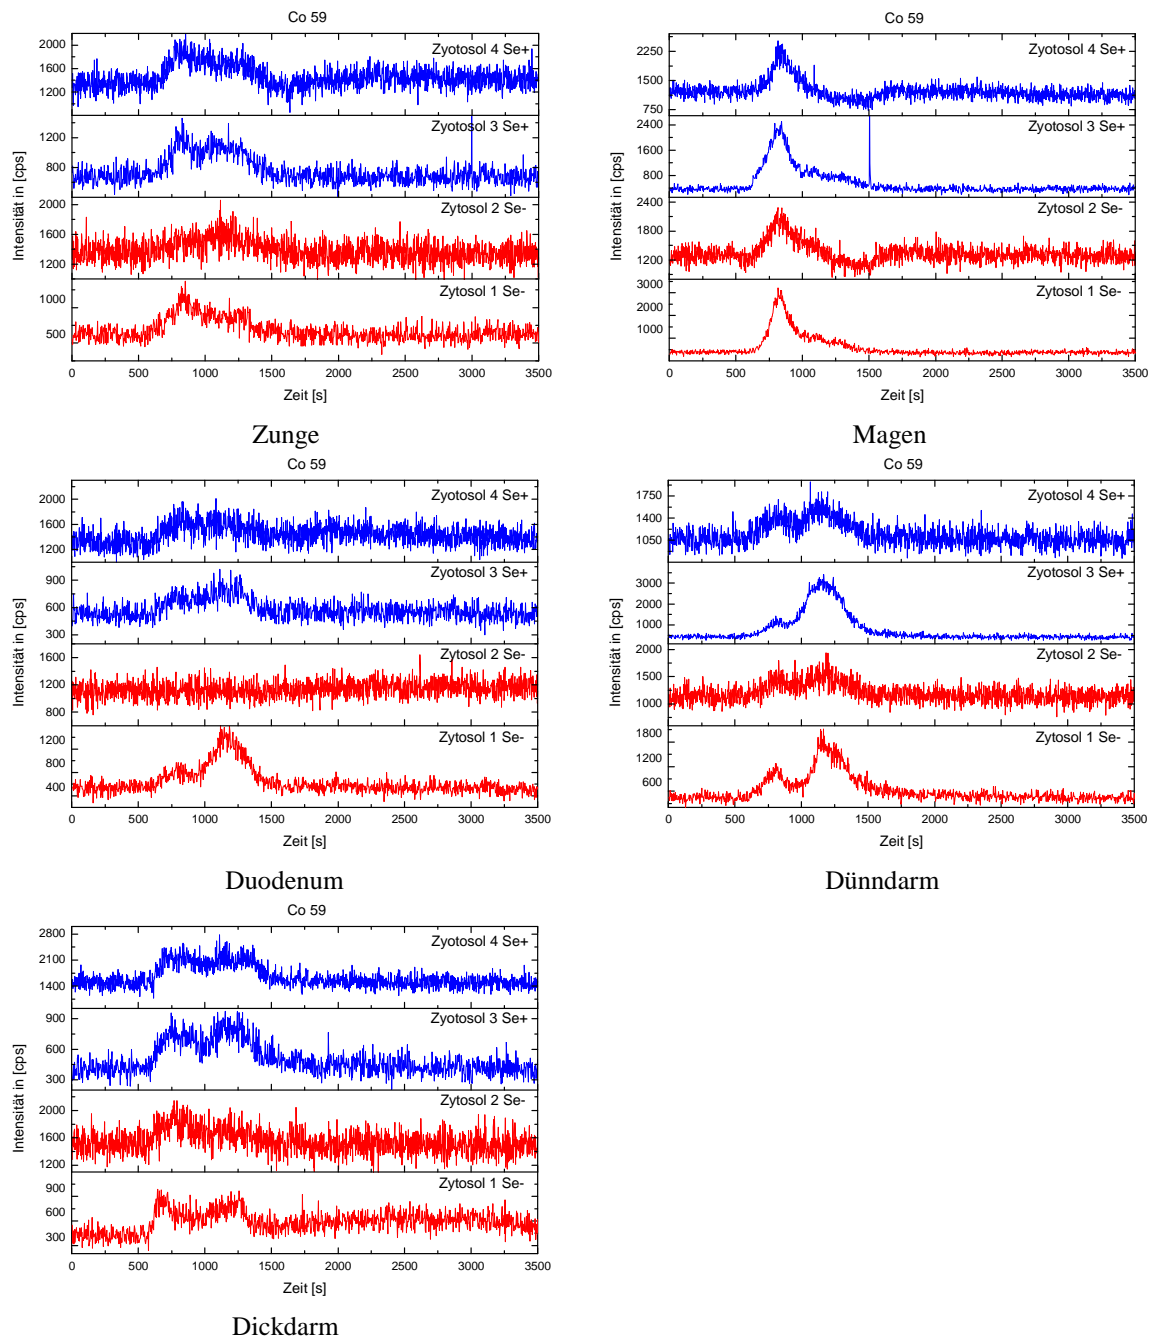 Co 59
2000
1600
1200
Zyotosol 4 Se+
1200
800
Zyotosol 3 Se+
2000
1600
1200
Zytosol 2 Se-
1000
500
Zytosol 1 Se-
Intensität in [cps]
0 500 1000 1500 2000 2500 3000 3500
Zeit [s]
Zunge
Co 59
2250
1500
750
Zyotosol 4 Se+
2400
1600
800
Zyotosol 3 Se+
2400
1800
1200
Zytosol 2 Se-
3000
2000
1000
Zytosol 1 Se-
Intensität in [cps]
0 500 1000 1500 2000 2500 3000 3500
Zeit [s]
Magen
Co 59
2000
1600
1200
Zyotosol 4 Se+
900
600
300
Zyotosol 3 Se+
1600
1200
800
Zytosol 2 Se-
1200
800
400
Zytosol 1 Se-
Intensität in [cps]
0 500 1000 1500 2000 2500 3000 3500
Zeit [s]
Duodenum
Co 59
1750
1400
1050
Zyotosol 4 Se+
3000
2000
1000
Zyotosol 3 Se+
2000
1500
1000
Zytosol 2 Se-
1800
1200
600
Zytosol 1 Se-
Intensität in [cps]
0 500 1000 1500 2000 2500 3000 3500
Zeit [s]
Dünndarm
Co 59
2800
2100
1400
Zyotosol 4 Se+
900
600
300
Zyotosol 3 Se+
2000
1600
1200
Zytosol 2 Se-
900
600
300
Zytosol 1 Se-
Intensität in [cps]
0 500 1000 1500 2000 2500 3000 3500
Zeit [s]
Dickdarm